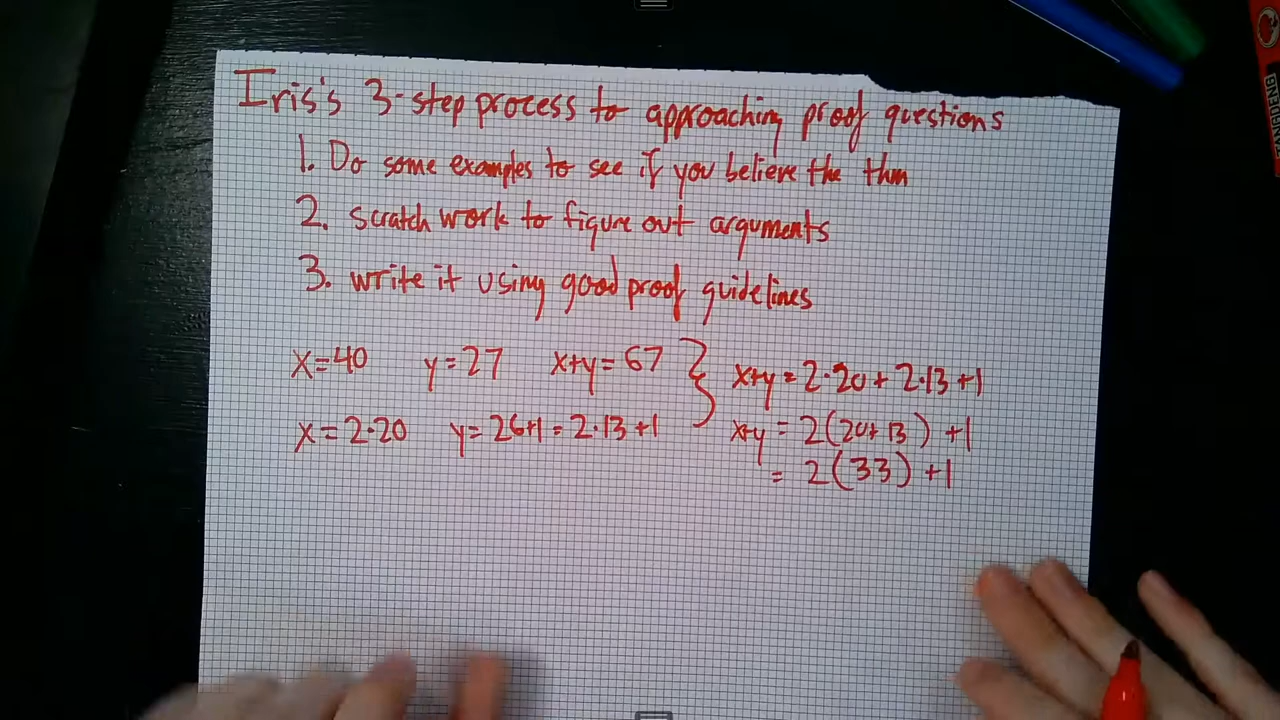 Iris's 3-step process to approaching proof questions
1. Do some examples to see if you believe the thm
2. scratch work to figure out arguments
3. write it using good proof guidelines
x=40 y=27 x+y=67 } x+y = 2·20 + 2·13 +1
x=2·20 y= 26+1 = 2·13+1 x+y = 2(20+13) +1
= 2(33) +1